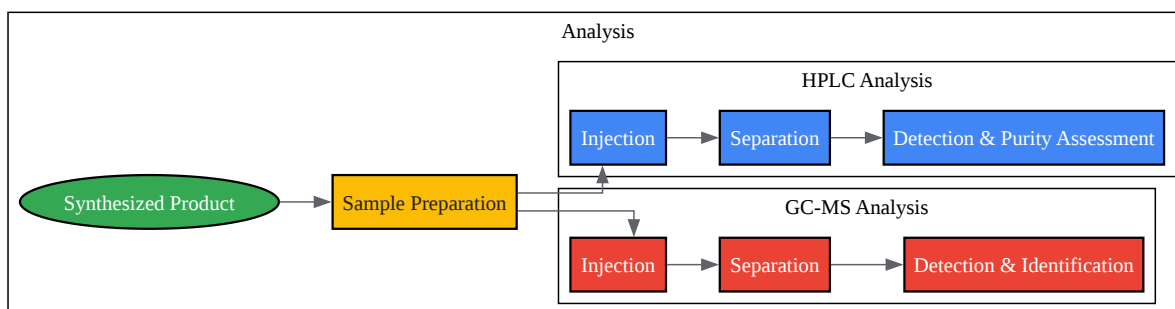 Analysis
HPLC Analysis
Injection
Separation
Detection & Purity Assessment
Synthesized Product
Sample Preparation
GC-MS Analysis
Injection
Separation
Detection & Identification